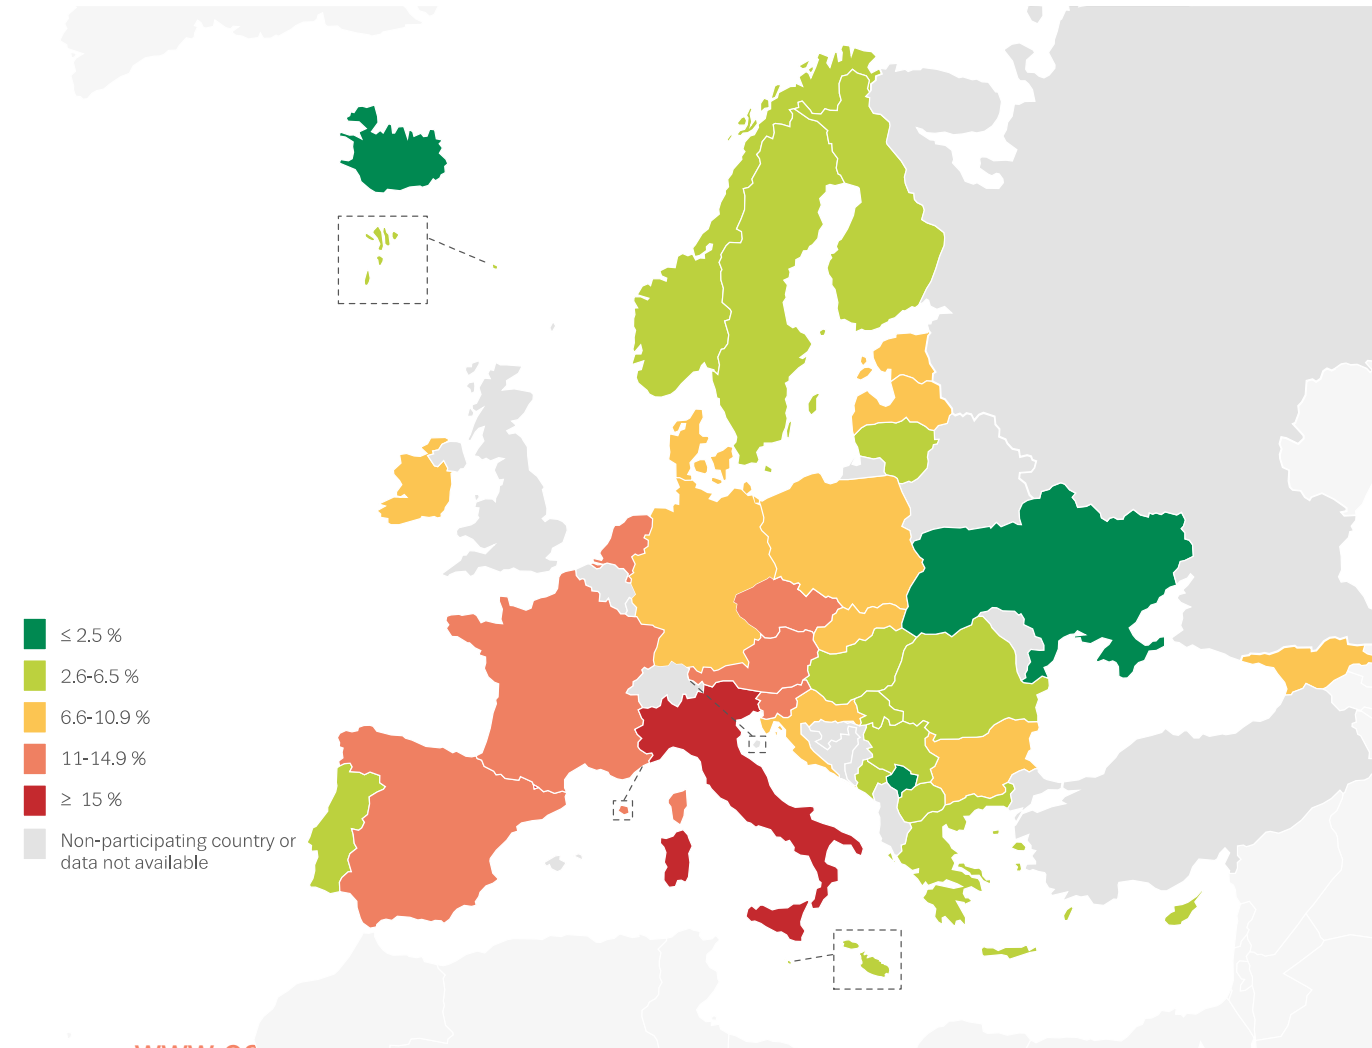 ≤ 2.5 %
2.6-6.5 %
6.6-10.9 %
11-14.9 %
≥ 15 %
Non-participating country or
data not available